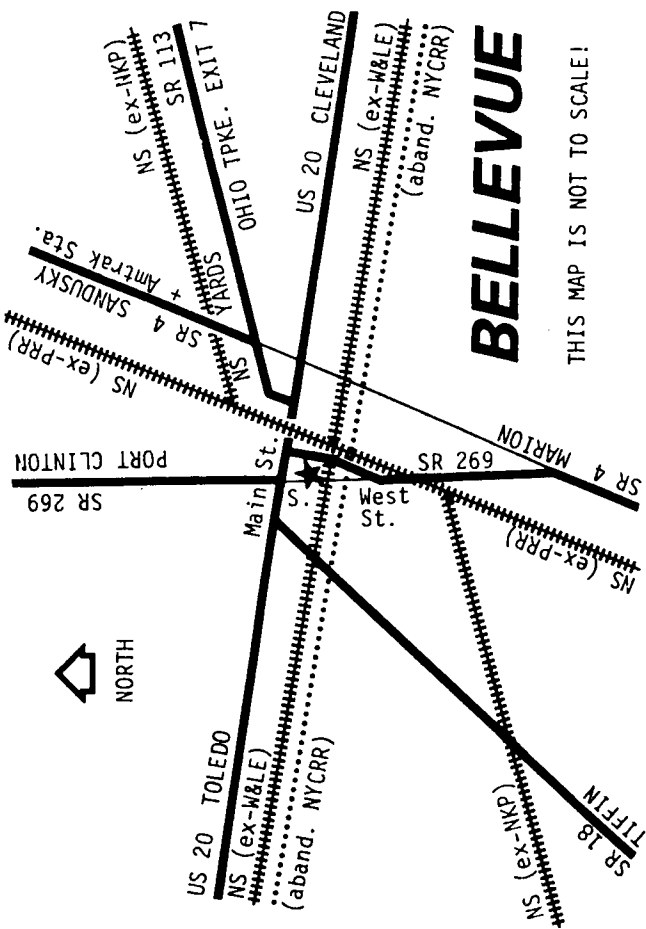 NS (ex-NKP)
SR 113
OHIO TPKE. EXIT 7
US 20 CLEVELAND
NS (ex-W&LE)
(aband. NYCRR)
BELLEVUE
THIS MAP IS NOT TO SCALE!
SANDUSKY + Amtrak Sta.
SR 4
NS YARDS
NS (ex-PRR)
PORT CLINTON
SR 269
Main St.
S. West St.
SR 269
MARION
SR 4
NS (ex-PRR)
NORTH
US 20 TOLEDO
NS (ex-W&LE)
(aband. NYCRR)
NS (ex-NKP)
TIFFIN
SR 18